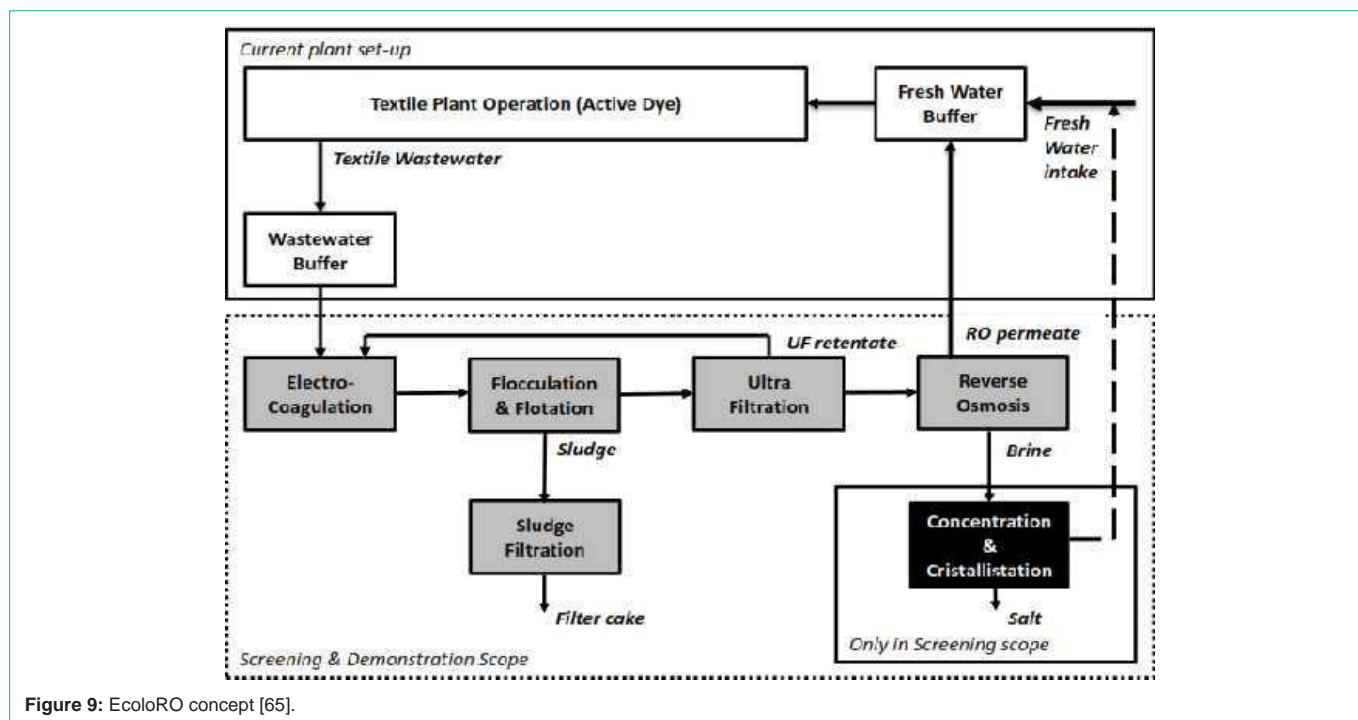 Current plant set-up
Textile Plant Operation (Active Dye)
Fresh Water
Buffer
Fresh
Water
intake
Textile Wastewater
Wastewater
Buffer
UF retentate
RO permeate
Electro-
Coagulation
Flocculation
& Flotation
Ultra
Filtration
Reverse
Osmosis
Sludge
Brine
Sludge
Filtration
Concentration
&
Cristallistation
Filter cake
Salt
Only in Screening scope
Screening & Demonstration Scope
Figure 9: EcoloRO concept [65].